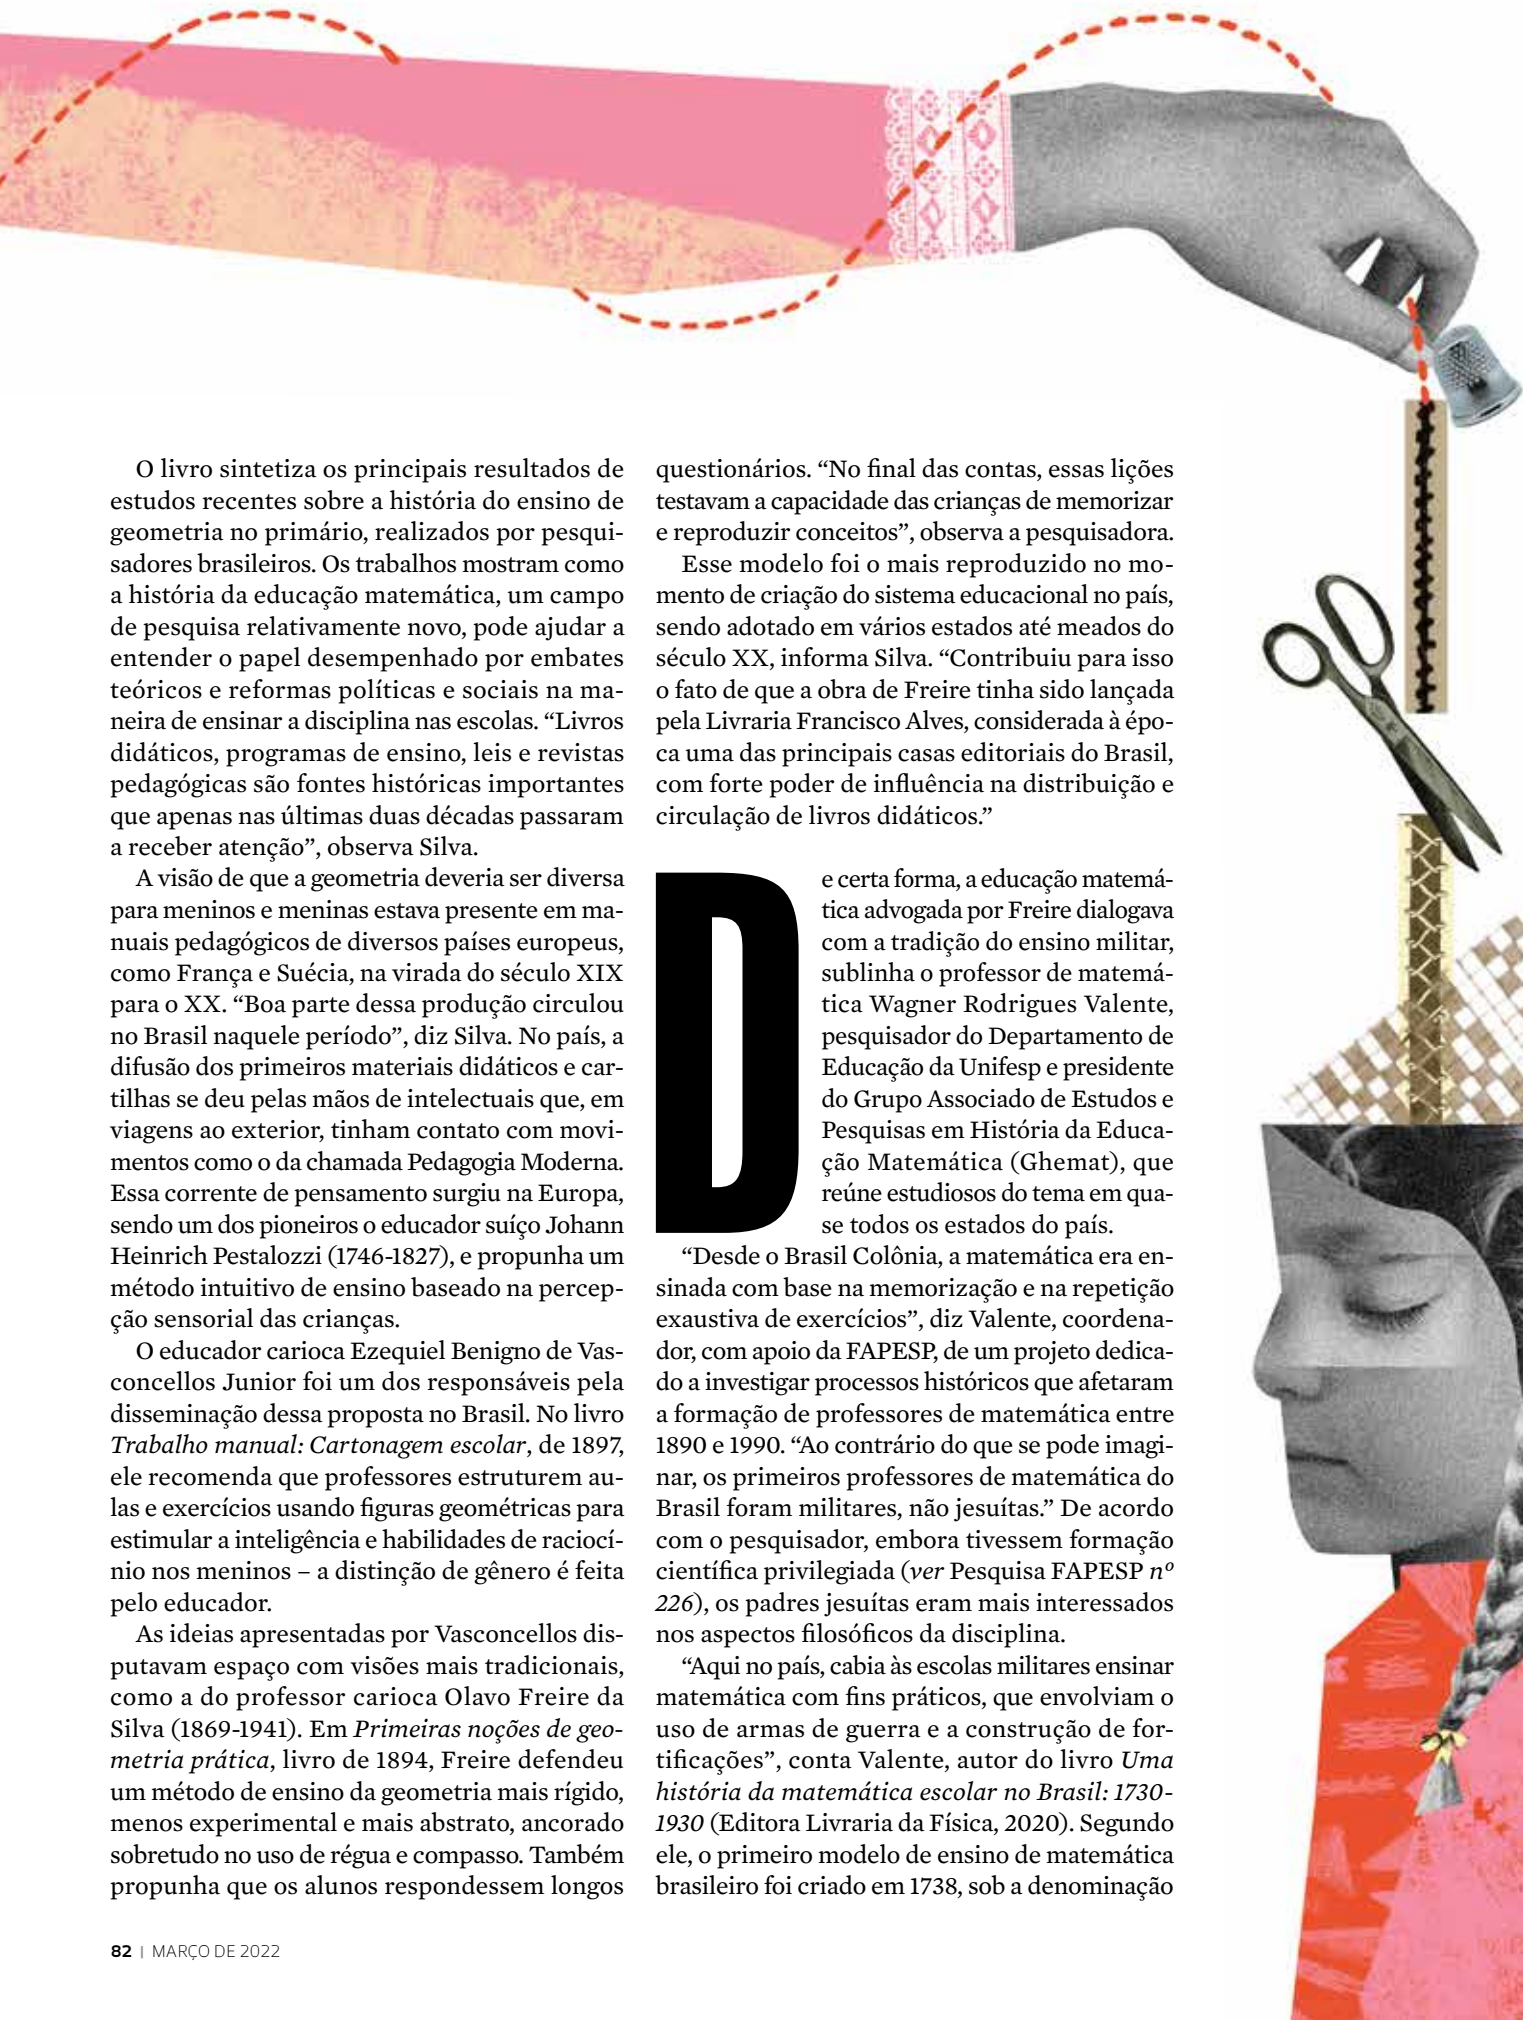 O livro sintetiza os principais resultados de
estudos recentes sobre a história do ensino de
geometria no primário, realizados por pesqui-
sadores brasileiros. Os trabalhos mostram como
a história da educação matemática, um campo
de pesquisa relativamente novo, pode ajudar a
entender o papel desempenhado por embates
teóricos e reformas políticas e sociais na ma-
neira de ensinar a disciplina nas escolas. “Livros
didáticos, programas de ensino, leis e revistas
pedagógicas são fontes históricas importantes
que apenas nas últimas duas décadas passaram
a receber atenção”, observa Silva.
A visão de que a geometria deveria ser diversa
para meninos e meninas estava presente em ma-
nuais pedagógicos de diversos países europeus,
como França e Suécia, na virada do século XIX
para o XX. “Boa parte dessa produção circulou
no Brasil naquele período”, diz Silva. No país, a
difusão dos primeiros materiais didáticos e car-
tilhas se deu pelas mãos de intelectuais que, em
viagens ao exterior, tinham contato com movi-
mentos como o da chamada Pedagogia Moderna.
Essa corrente de pensamento surgiu na Europa,
sendo um dos pioneiros o educador suíço Johann
Heinrich Pestalozzi (1746-1827), e propunha um
método intuitivo de ensino baseado na percep-
ção sensorial das crianças.
O educador carioca Ezequiel Benigno de Vas-
concellos Junior foi um dos responsáveis pela
disseminação dessa proposta no Brasil. No livro
Trabalho manual: Cartonagem escolar, de 1897,
ele recomenda que professores estruturem au-
las e exercícios usando figuras geométricas para
estimular a inteligência e habilidades de raciocí-
nio nos meninos – a distinção de gênero é feita
pelo educador.
As ideias apresentadas por Vasconcellos dis-
putavam espaço com visões mais tradicionais,
como a do professor carioca Olavo Freire da
Silva (1869-1941). Em Primeiras noções de geo-
metria prática, livro de 1894, Freire defendeu
um método de ensino da geometria mais rígido,
menos experimental e mais abstrato, ancorado
sobretudo no uso de régua e compasso. Também
propunha que os alunos respondessem longos
questionários. “No final das contas, essas lições
testavam a capacidade das crianças de memorizar
e reproduzir conceitos”, observa a pesquisadora.
Esse modelo foi o mais reproduzido no mo-
mento de criação do sistema educacional no país,
sendo adotado em vários estados até meados do
século XX, informa Silva. “Contribuiu para isso
o fato de que a obra de Freire tinha sido lançada
pela Livraria Francisco Alves, considerada à épo-
ca uma das principais casas editoriais do Brasil,
com forte poder de influência na distribuição e
circulação de livros didáticos.”
De certa forma, a educação matemá-
tica advogada por Freire dialogava
com a tradição do ensino militar,
sublinha o professor de matemá-
tica Wagner Rodrigues Valente,
pesquisador do Departamento de
Educação da Unifesp e presidente
do Grupo Associado de Estudos e
Pesquisas em História da Educa-
ção Matemática (Ghemat), que
reúne estudiosos do tema em qua-
se todos os estados do país.
“Desde o Brasil Colônia, a matemática era en-
sinada com base na memorização e na repetição
exaustiva de exercícios”, diz Valente, coordena-
dor, com apoio da FAPESP, de um projeto dedica-
do a investigar processos históricos que afetaram
a formação de professores de matemática entre
1890 e 1990. “Ao contrário do que se pode imagi-
nar, os primeiros professores de matemática do
Brasil foram militares, não jesuítas.” De acordo
com o pesquisador, embora tivessem formação
científica privilegiada (ver Pesquisa FAPESP nº
226), os padres jesuítas eram mais interessados
nos aspectos filosóficos da disciplina.
“Aqui no país, cabia às escolas militares ensinar
matemática com fins práticos, que envolviam o
uso de armas de guerra e a construção de for-
tificações”, conta Valente, autor do livro Uma
história da matemática escolar no Brasil: 1730-
1930 (Editora Livraria da Física, 2020). Segundo
ele, o primeiro modelo de ensino de matemática
brasileiro foi criado em 1738, sob a denominação
82 | MARÇO DE 2022